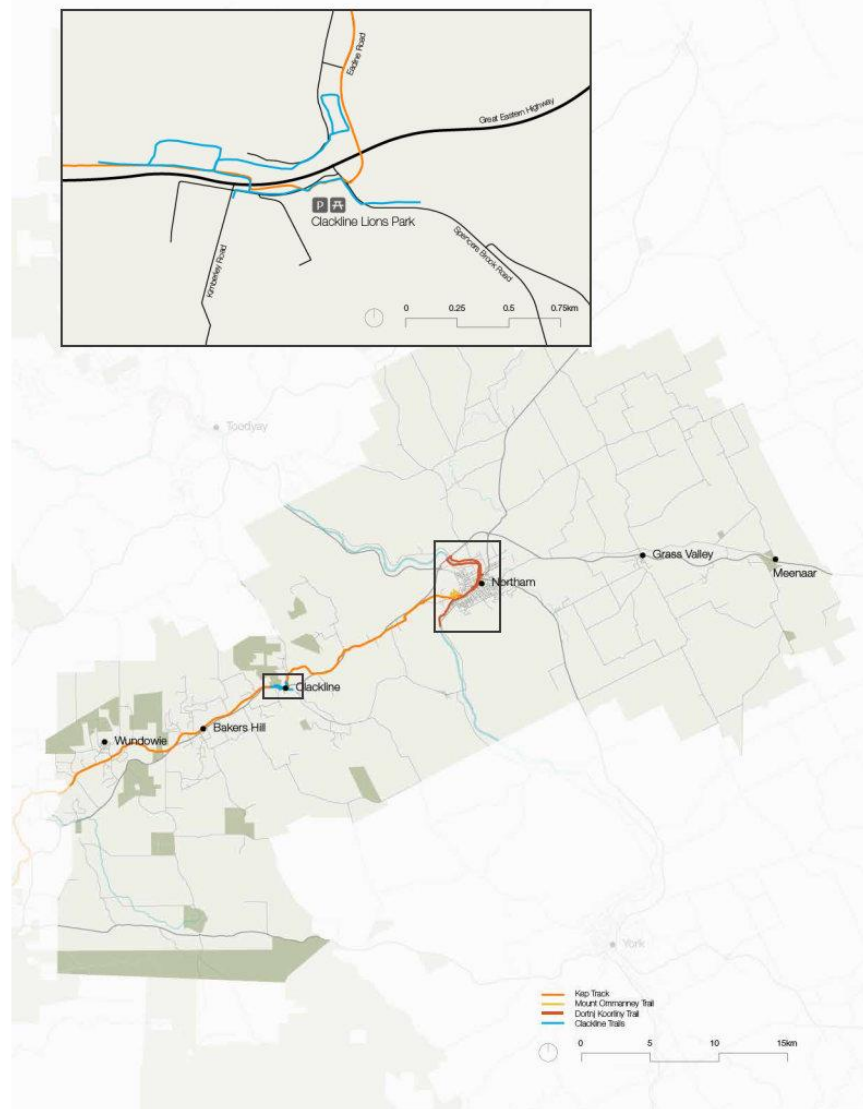 Eadine Road
Great Eastern Highway
P
Clackline Lions Park
Kimberley Road
Spencers Brook Road
0 0.25 0.5 0.75km
Toodyay
Grass Valley
Meenaar
Northam
Clackline
Bakers Hill
Wundowie
York
Kep Track
Mount Ommanney Trail
Dortnj Koorliny Trail
Clackline Trails
0 5 10 15km